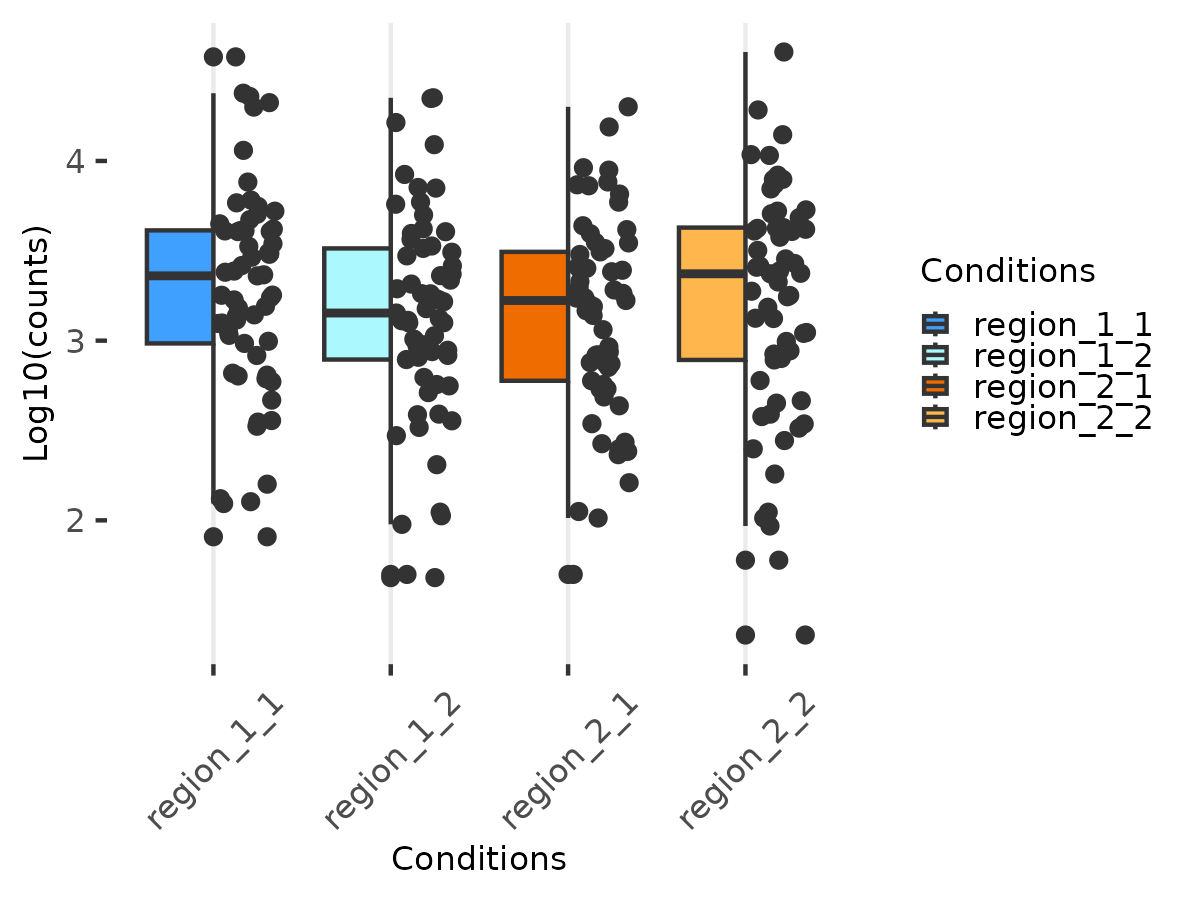 Log10(counts)
4
3
2
region_1_1
region_1_2
region_2_1
region_2_2
Conditions
Conditions
region_1_1
region_1_2
region_2_1
region_2_2